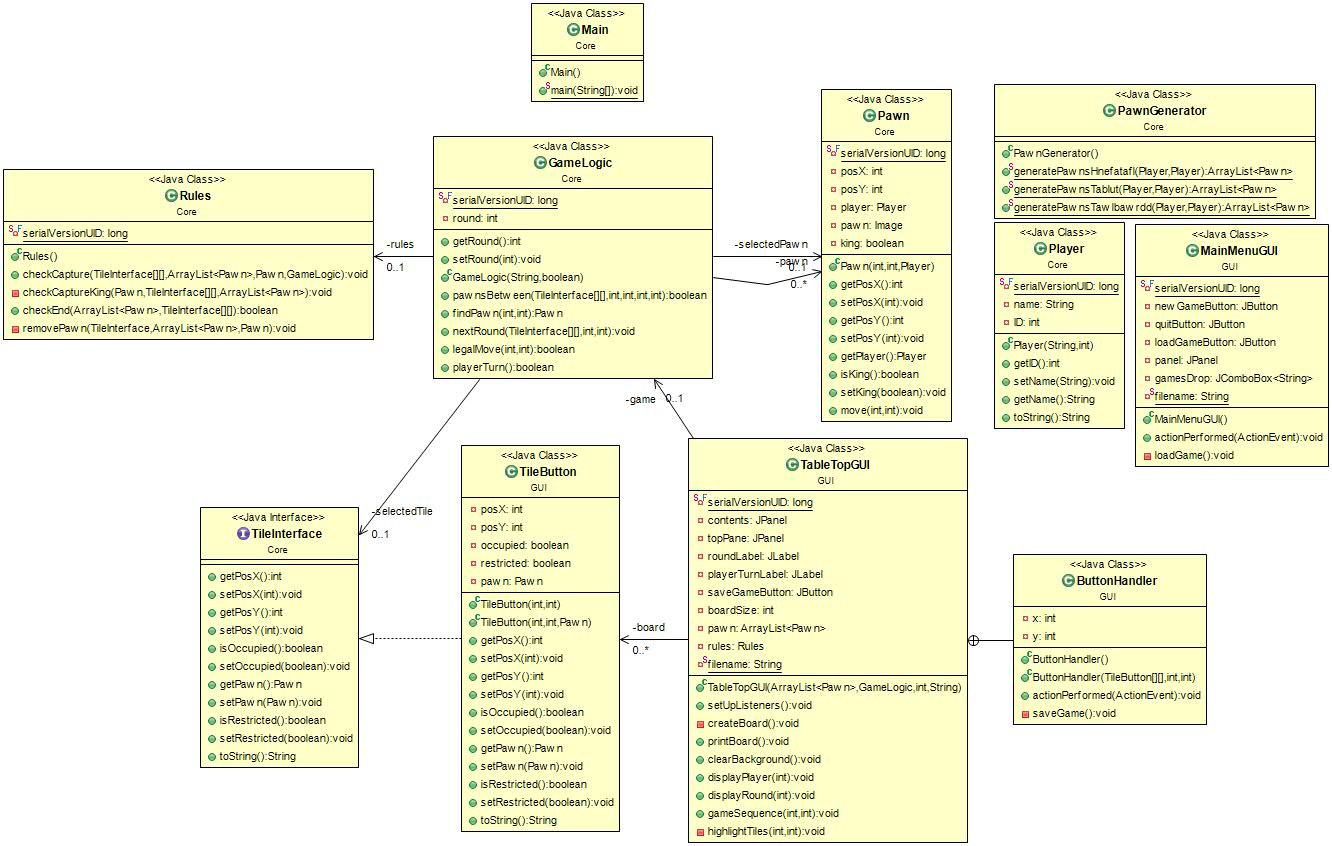 <<Java Class>>
Main
Core
Main()
main(String[]):void
<<Java Class>>
GameLogic
Core
serialVersionUID: long
round: int
getRound():int
setRound(int):void
GameLogic(String,boolean)
pawnsBetween(TileInterface[][],int,int,int,int):boolean
findPawn(int,int):Pawn
nextRound(TileInterface[][],int,int):void
legalMove(int,int):boolean
playerTurn():boolean
<<Java Class>>
Pawn
Core
serialVersionUID: long
posX: int
posY: int
player: Player
pawn: Image
king: boolean
Pawn(int,int,Player)
getPosX():int
setPosX(int):void
getPosY():int
setPosY(int):void
getPlayer():Player
isKing():boolean
setKing(boolean):void
move(int,int):void
<<Java Class>>
PawnGenerator
Core
PawnGenerator()
generatePawnsHnefatafl(Player,Player):ArrayList<Pawn>
generatePawnsTablut(Player,Player):ArrayList<Pawn>
generatePawnsTawlbawrdd(Player,Player):ArrayList<Pawn>
<<Java Class>>
Rules
Core
serialVersionUID: long
Rules()
checkCapture(TileInterface[][],ArrayList<Pawn>,Pawn,GameLogic):void
checkCaptureKing(Pawn,TileInterface[][],ArrayList<Pawn>):void
checkEnd(ArrayList<Pawn>,TileInterface[][]):boolean
removePawn(TileInterface,ArrayList<Pawn>,Pawn):void
-rules
0..1
-selectedPawn
0..1
-pawn
0..*
<<Java Class>>
Player
Core
serialVersionUID: long
name: String
ID: int
Player(String,int)
getID():int
setName(String):void
getName():String
toString():String
<<Java Class>>
MainMenuGUI
GUI
serialVersionUID: long
newGameButton: JButton
quitButton: JButton
loadGameButton: JButton
panel: JPanel
gamesDrop: JComboBox<String>
filename: String
MainMenuGUI()
actionPerformed(ActionEvent):void
loadGame():void
-game
0..1
-selectedTile
0..1
<<Java Interface>>
TileInterface
Core
getPosX():int
setPosX(int):void
getPosY():int
setPosY(int):void
isOccupied():boolean
setOccupied(boolean):void
getPawn():Pawn
setPawn(Pawn):void
isRestricted():boolean
setRestricted(boolean):void
toString():String
<<Java Class>>
TileButton
GUI
posX: int
posY: int
occupied: boolean
restricted: boolean
pawn: Pawn
TileButton(int,int)
TileButton(int,int,Pawn)
getPosX():int
setPosX(int):void
getPosY():int
setPosY(int):void
isOccupied():boolean
setOccupied(boolean):void
getPawn():Pawn
setPawn(Pawn):void
isRestricted():boolean
setRestricted(boolean):void
toString():String
-board
0..*
<<Java Class>>
TableTopGUI
GUI
serialVersionUID: long
contents: JPanel
topPane: JPanel
roundLabel: JLabel
playerTurnLabel: JLabel
saveGameButton: JButton
boardSize: int
pawn: ArrayList<Pawn>
rules: Rules
filename: String
TableTopGUI(ArrayList<Pawn>,GameLogic,int,String)
setUpListeners():void
createBoard():void
printBoard():void
clearBackground():void
displayPlayer(int):void
displayRound(int):void
gameSequence(int,int):void
highlightTiles(int,int):void
<<Java Class>>
ButtonHandler
GUI
x: int
y: int
ButtonHandler()
ButtonHandler(TileButton[][],int,int)
actionPerformed(ActionEvent):void
saveGame():void